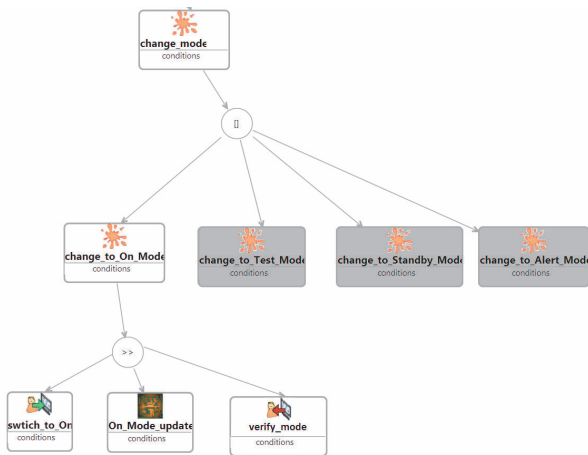 change_mode
conditions
[]
change_to_On_Mode
conditions
change_to_Test_Mode
conditions
change_to_Standby_Mode
conditions
change_to_Alert_Mode
conditions
>>
swtich_to_On
conditions
On_Mode_update
conditions
verify_mode
conditions